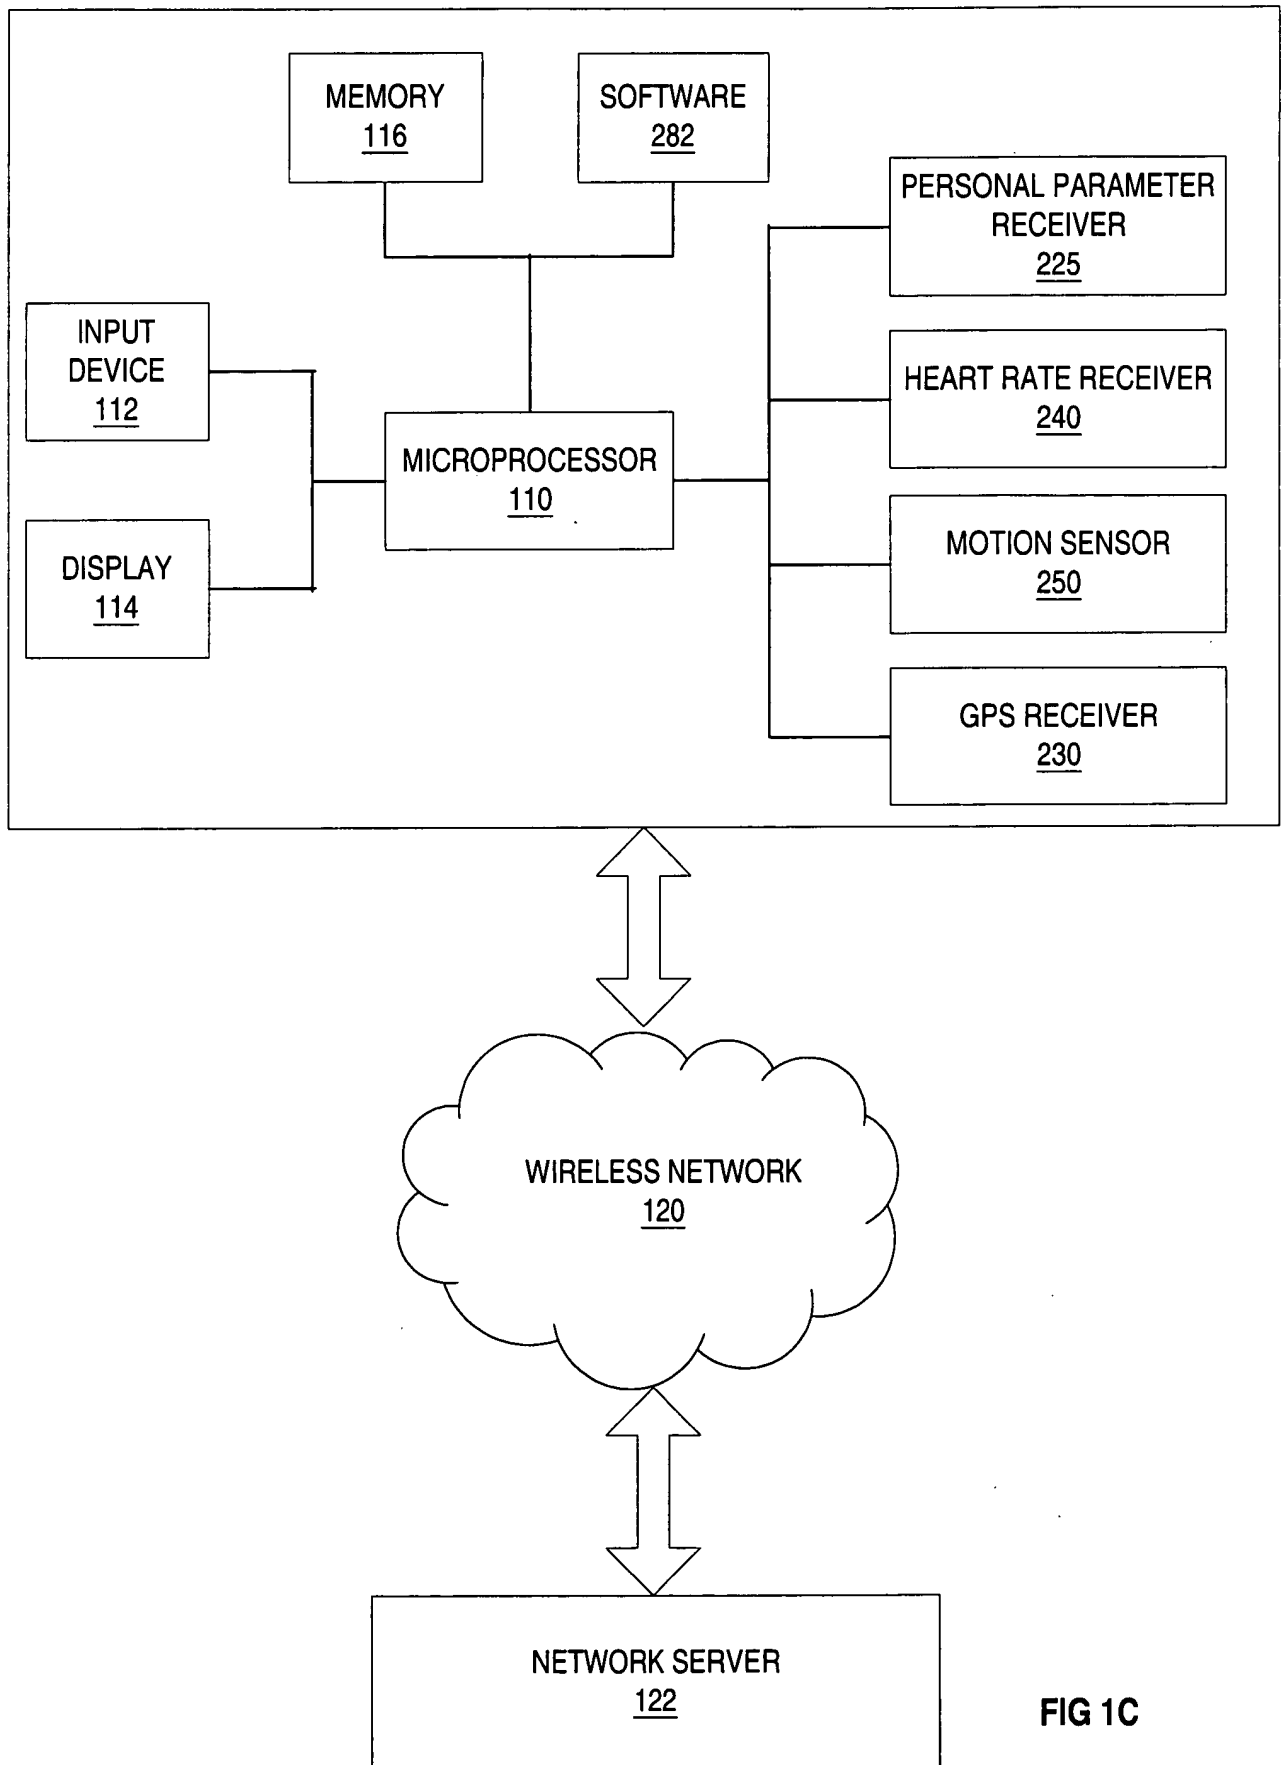 MEMORY
116
SOFTWARE
282
PERSONAL PARAMETER
RECEIVER
225
INPUT
DEVICE
112
HEART RATE RECEIVER
240
MICROPROCESSOR
110
DISPLAY
114
MOTION SENSOR
250
GPS RECEIVER
230
WIRELESS NETWORK
120
NETWORK SERVER
122
FIG 1C